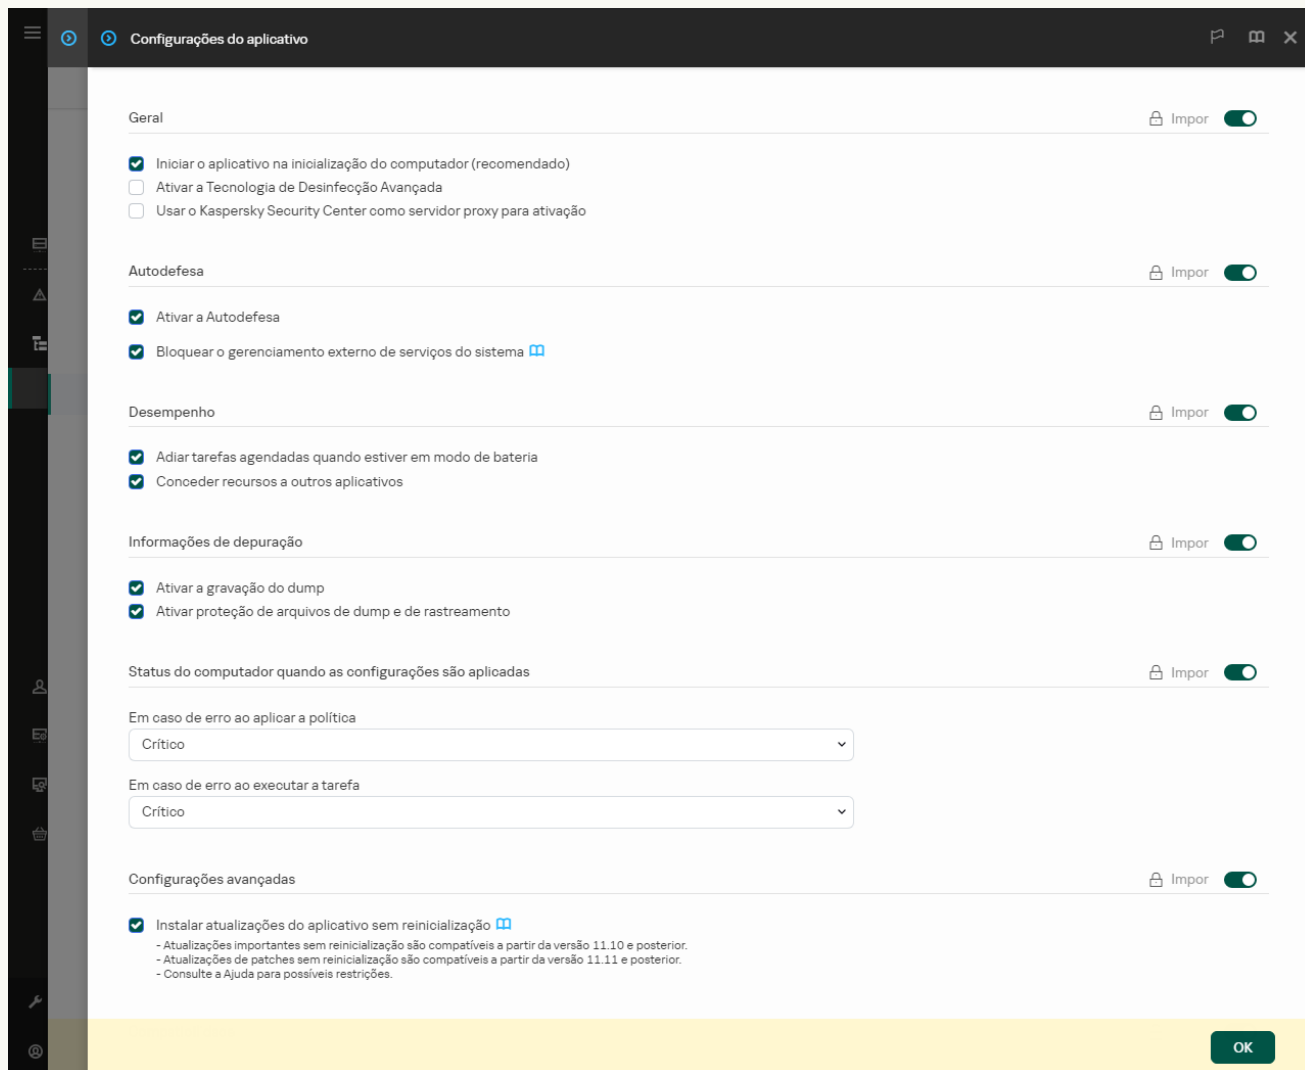 Configurações do aplicativo
Geral
Impor
Iniciar o aplicativo na inicialização do computador (recomendado)
Ativar a Tecnologia de Desinfecção Avançada
Usar o Kaspersky Security Center como servidor proxy para ativação
Autodefesa
Impor
Ativar a Autodefesa
Bloquear o gerenciamento externo de serviços do sistema
Desempenho
Impor
Adiar tarefas agendadas quando estiver em modo de bateria
Conceder recursos a outros aplicativos
Informações de depuração
Impor
Ativar a gravação do dump
Ativar proteção de arquivos de dump e de rastreamento
Status do computador quando as configurações são aplicadas
Impor
Em caso de erro ao aplicar a política
Crítico
Em caso de erro ao executar a tarefa
Crítico
Configurações avançadas
Impor
Instalar atualizações do aplicativo sem reinicialização
- Atualizações importantes sem reinicialização são compatíveis a partir da versão 11.10 e posterior.
- Atualizações de patches sem reinicialização são compatíveis a partir da versão 11.11 e posterior.
- Consulte a Ajuda para possíveis restrições.
OK